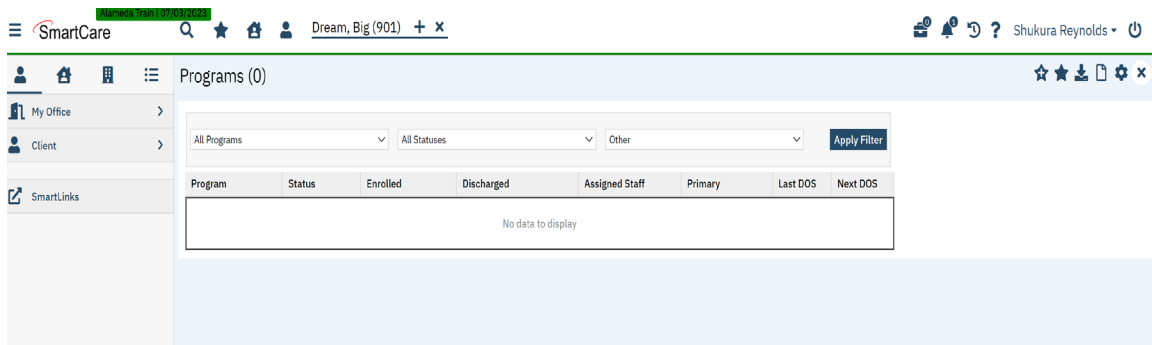 Alameda Train | 07/03/2023
SmartCare
Dream, Big (901)
0
1
?
Shukura Reynolds
Programs (0)
My Office
Client
SmartLinks
All Programs
All Statuses
Other
Apply Filter
Program Status Enrolled Discharged Assigned Staff Primary Last DOS Next DOS
No data to display